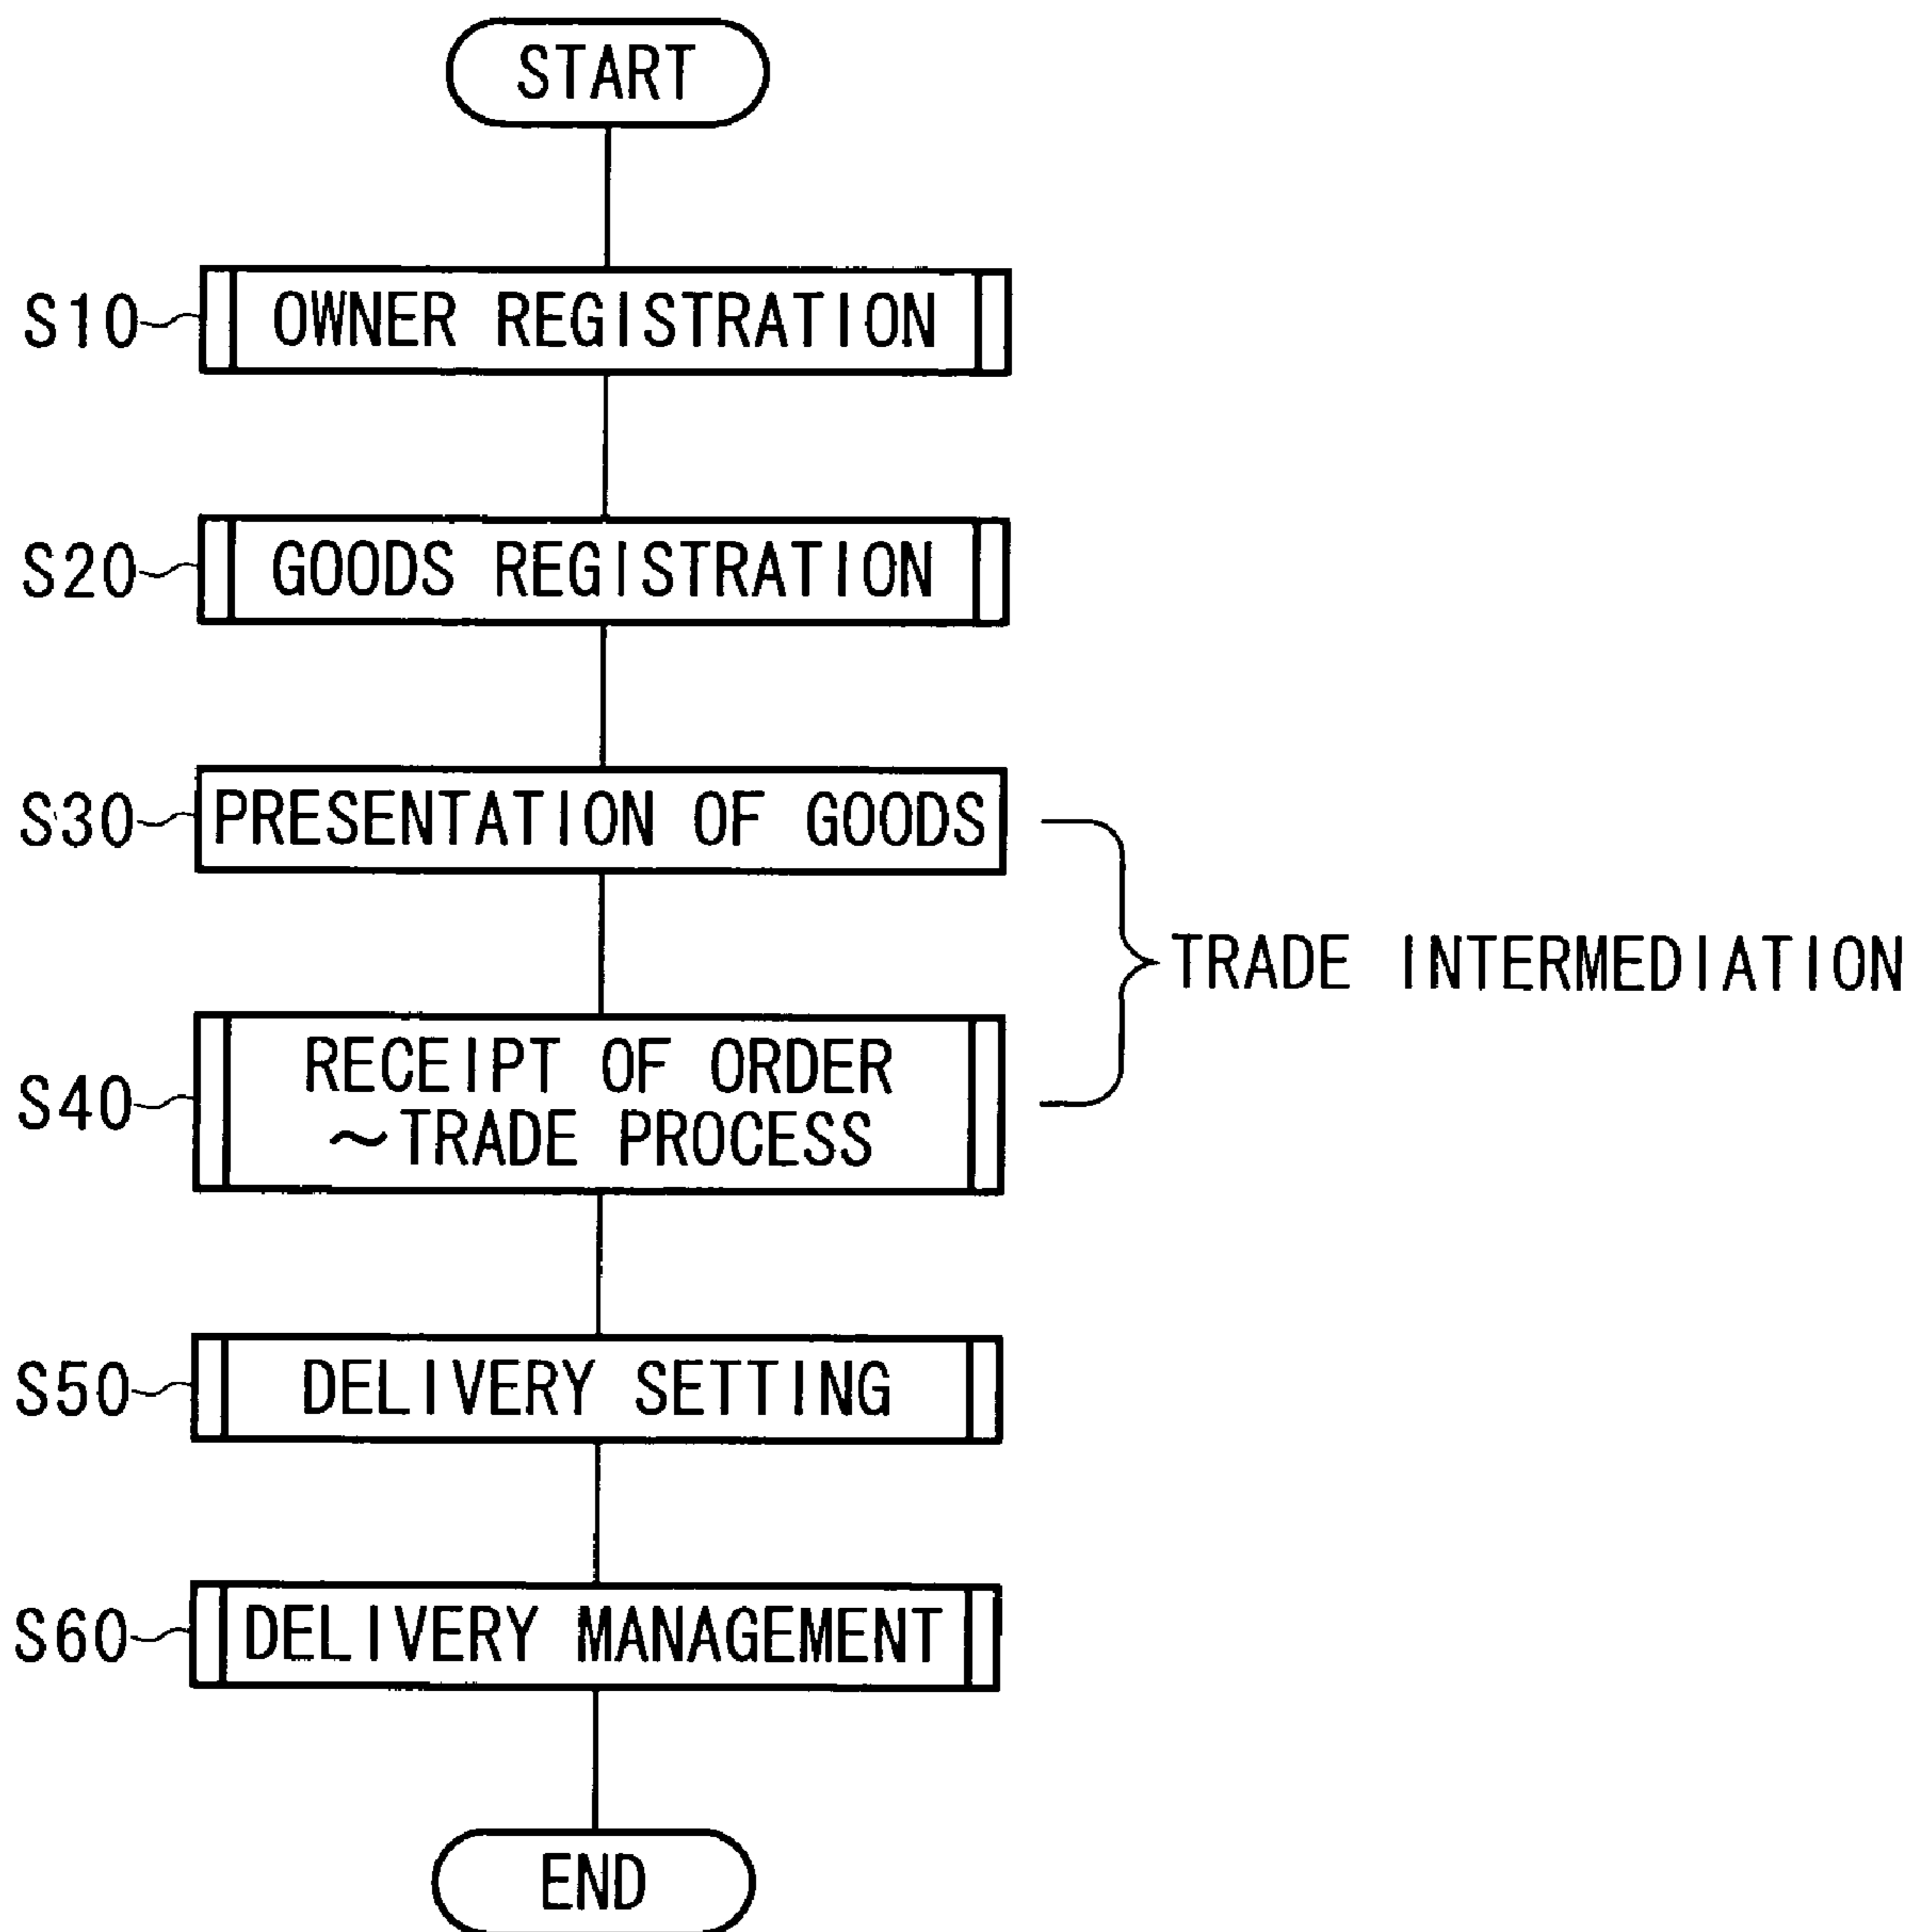 START
S10 OWNER REGISTRATION
S20 GOODS REGISTRATION
S30 PRESENTATION OF GOODS
TRADE INTERMEDIATION
S40 RECEIPT OF ORDER
~TRADE PROCESS
S50 DELIVERY SETTING
S60 DELIVERY MANAGEMENT
END